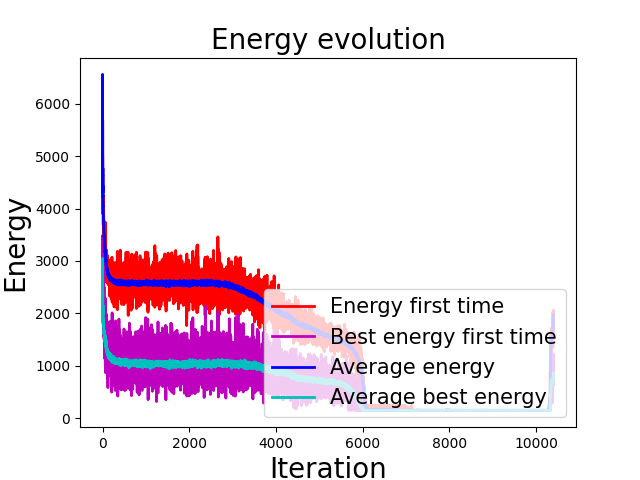 Energy evolution
Energy
6000
5000
4000
3000
2000
1000
0
Energy first time
Best energy first time
Average energy
Average best energy
0 2000 4000 6000 8000 10000
Iteration